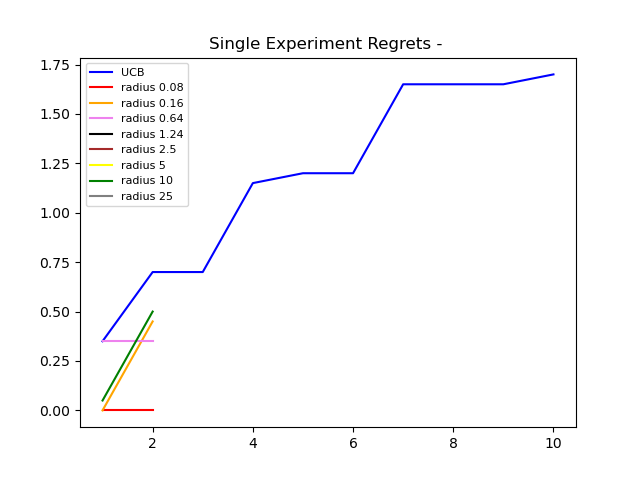 Single Experiment Regrets -
1.75
1.50
1.25
1.00
0.75
0.50
0.25
0.00
UCB
radius 0.08
radius 0.16
radius 0.64
radius 1.24
radius 2.5
radius 5
radius 10
radius 25
2 4 6 8 10